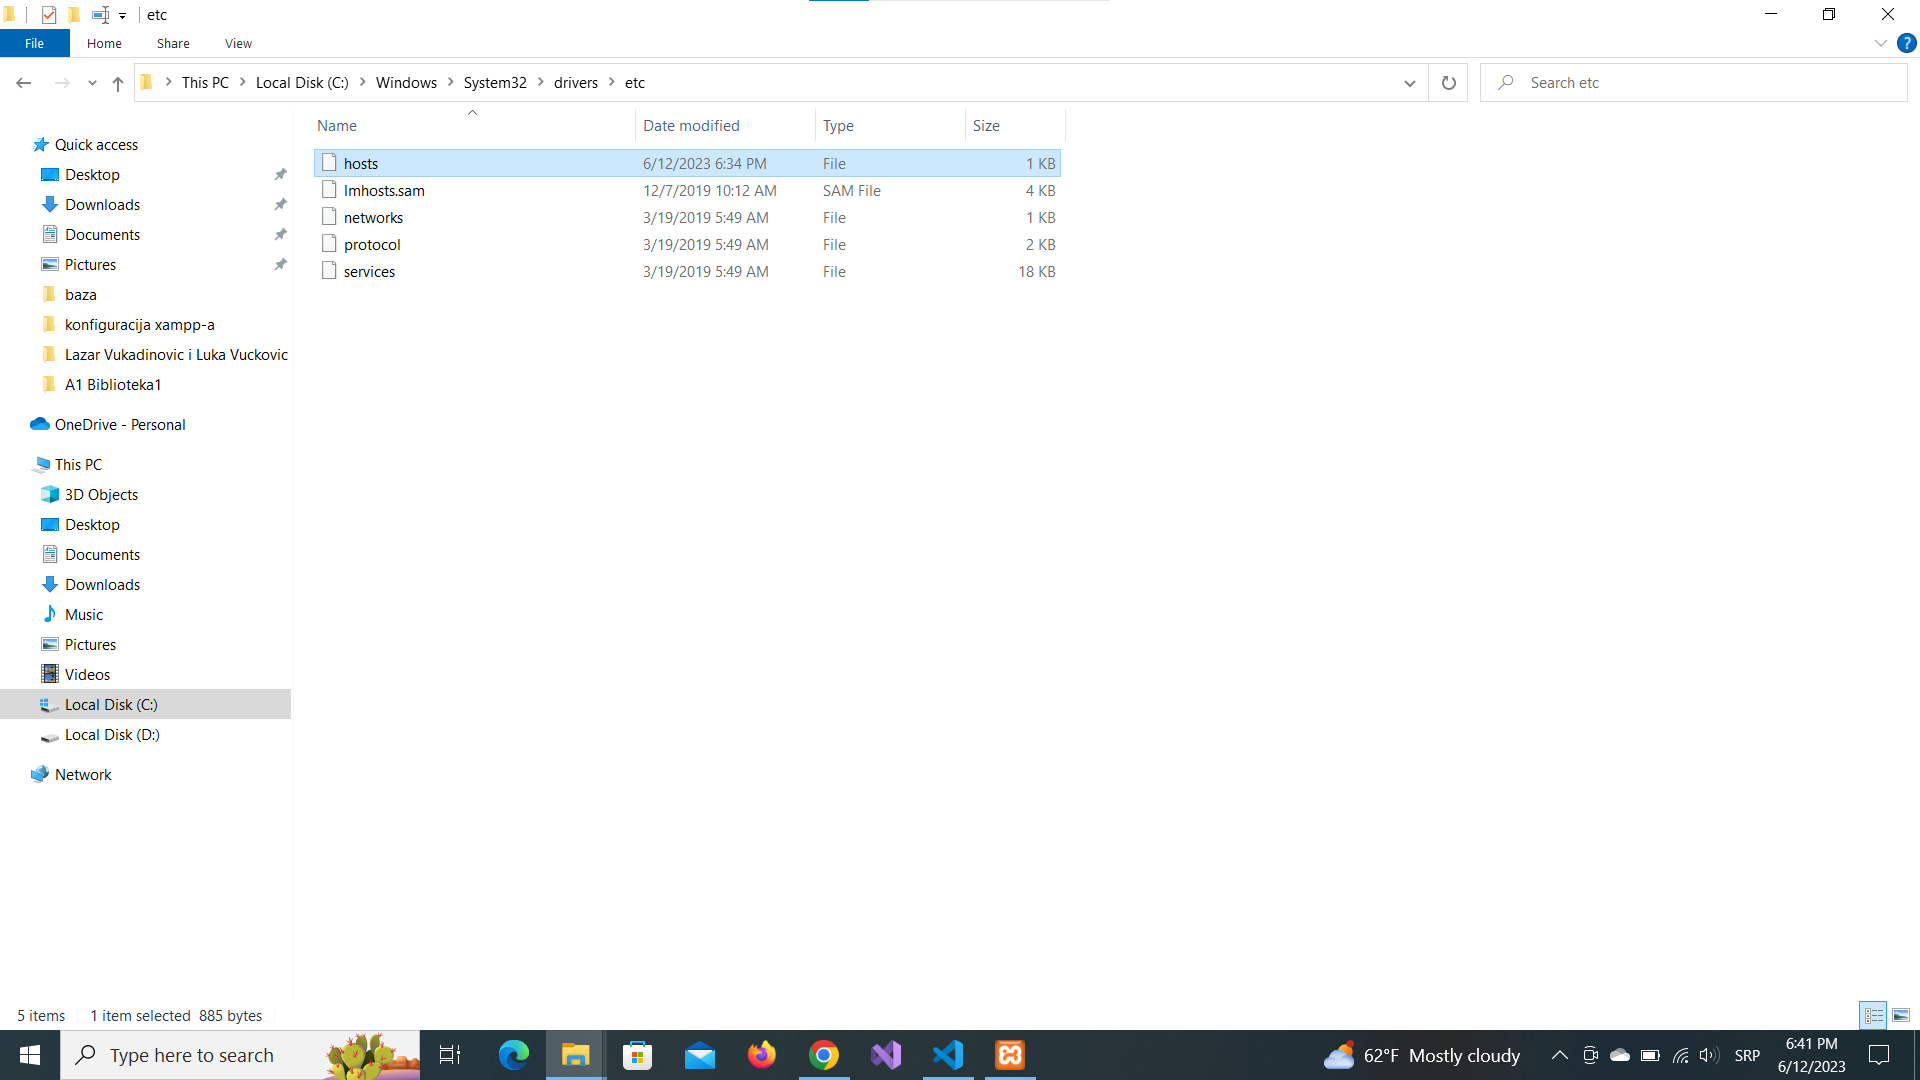 etc
File Home Share View
This PC Local Disk (C:) Windows System32 drivers etc
Search etc
Name Date modified Type Size
hosts 6/12/2023 6:34 PM File 1 KB
lmhosts.sam 12/7/2019 10:12 AM SAM File 4 KB
networks 3/19/2019 5:49 AM File 1 KB
protocol 3/19/2019 5:49 AM File 2 KB
services 3/19/2019 5:49 AM File 18 KB
Quick access
Desktop
Downloads
Documents
Pictures
baza
konfiguracija xampp-a
Lazar Vukadinovic i Luka Vuckovic
A1 Biblioteka1
OneDrive - Personal
This PC
3D Objects
Desktop
Documents
Downloads
Music
Pictures
Videos
Local Disk (C:)
Local Disk (D:)
Network
5 items 1 item selected 885 bytes
Type here to search
62°F Mostly cloudy
SRP
6:41 PM
6/12/2023